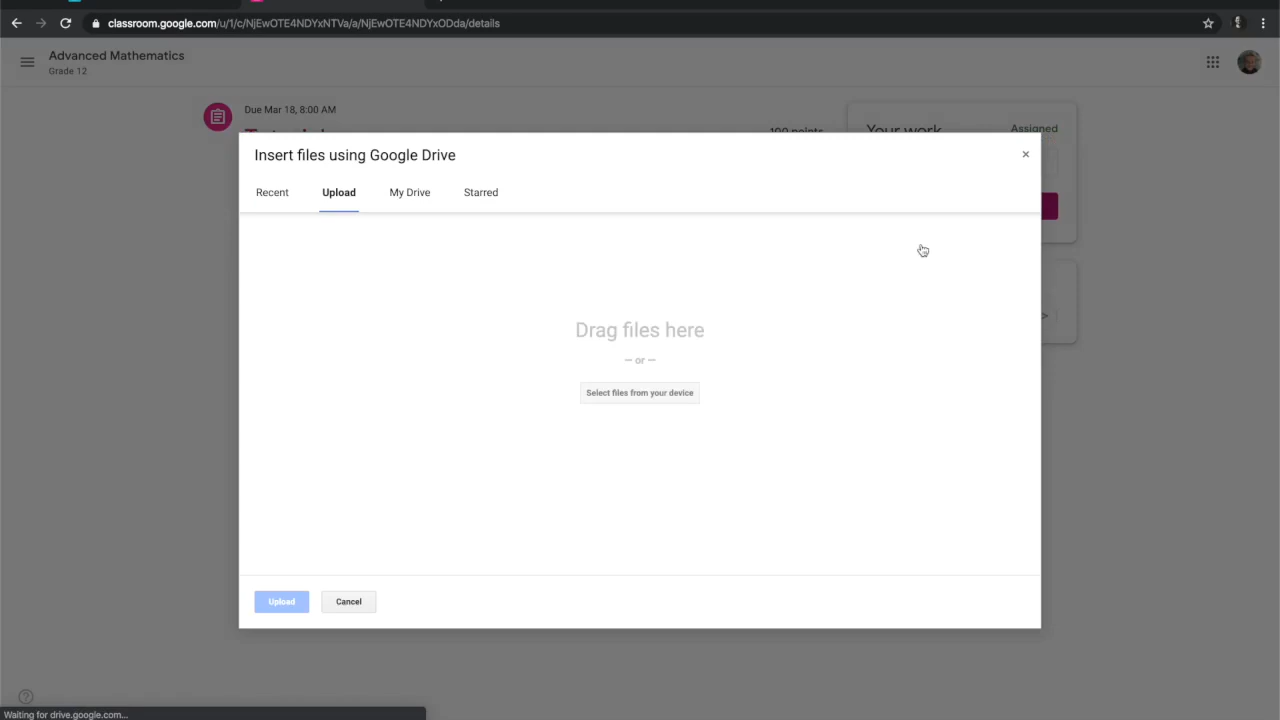 classroom.google.com/u/1/c/NjEwOTE4NDYxNTVa/a/NjEwOTE4NDYxODda/details
Advanced Mathematics
Grade 12
Due Mar 18, 8:00 AM
100 points
Your work
Assigned
Insert files using Google Drive
×
Recent
Upload
My Drive
Starred
Drag files here
— or —
Select files from your device
Upload
Cancel
Waiting for drive.google.com...